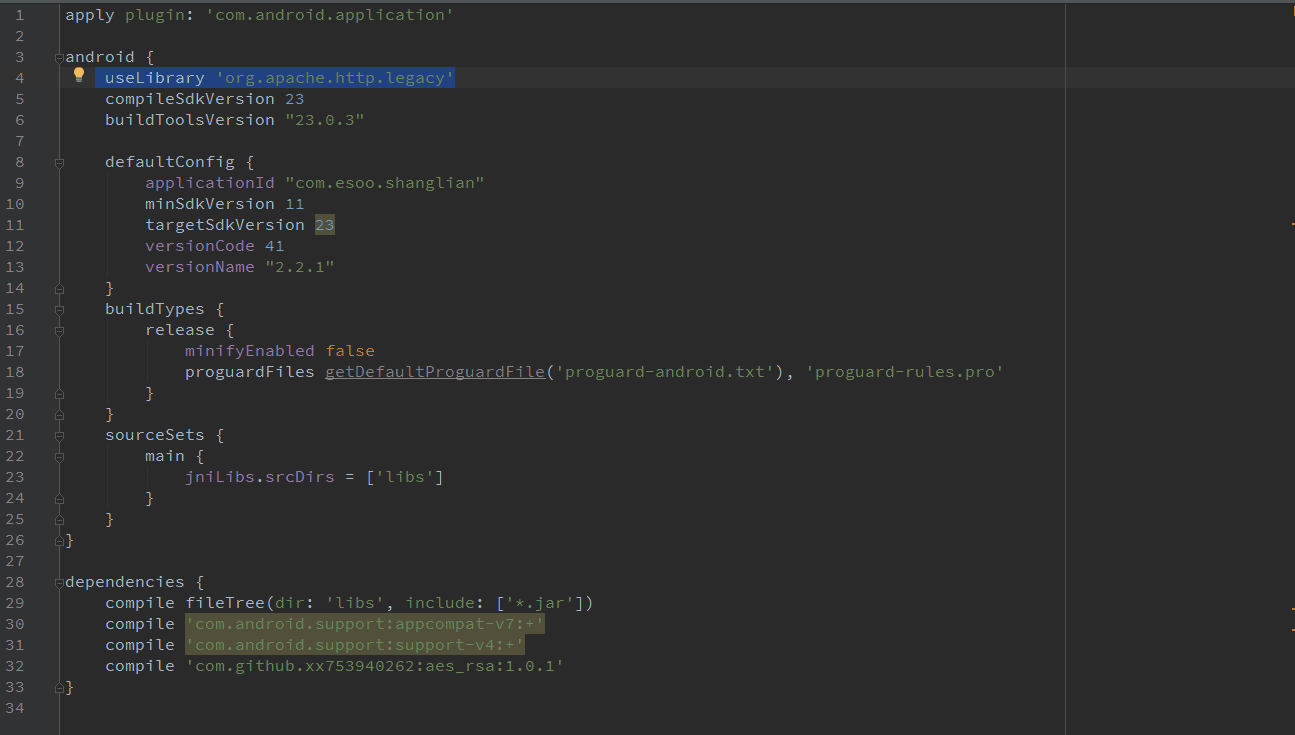 1 apply plugin: 'com.android.application'
2
3 android {
4 useLibrary 'org.apache.http.legacy'
5 compileSdkVersion 23
6 buildToolsVersion "23.0.3"
7
8 defaultConfig {
9 applicationId "com.esoo.shanglian"
10 minSdkVersion 11
11 targetSdkVersion 23
12 versionCode 41
13 versionName "2.2.1"
14 }
15 buildTypes {
16 release {
17 minifyEnabled false
18 proguardFiles getDefaultProguardFile('proguard-android.txt'), 'proguard-rules.pro'
19 }
20 }
21 sourceSets {
22 main {
23 jniLibs.srcDirs = ['libs']
24 }
25 }
26 }
27
28 dependencies {
29 compile fileTree(dir: 'libs', include: ['*.jar'])
30 compile 'com.android.support:appcompat-v7:+'
31 compile 'com.android.support:support-v4:+'
32 compile 'com.github.xx753940262:aes_rsa:1.0.1'
33 }
34